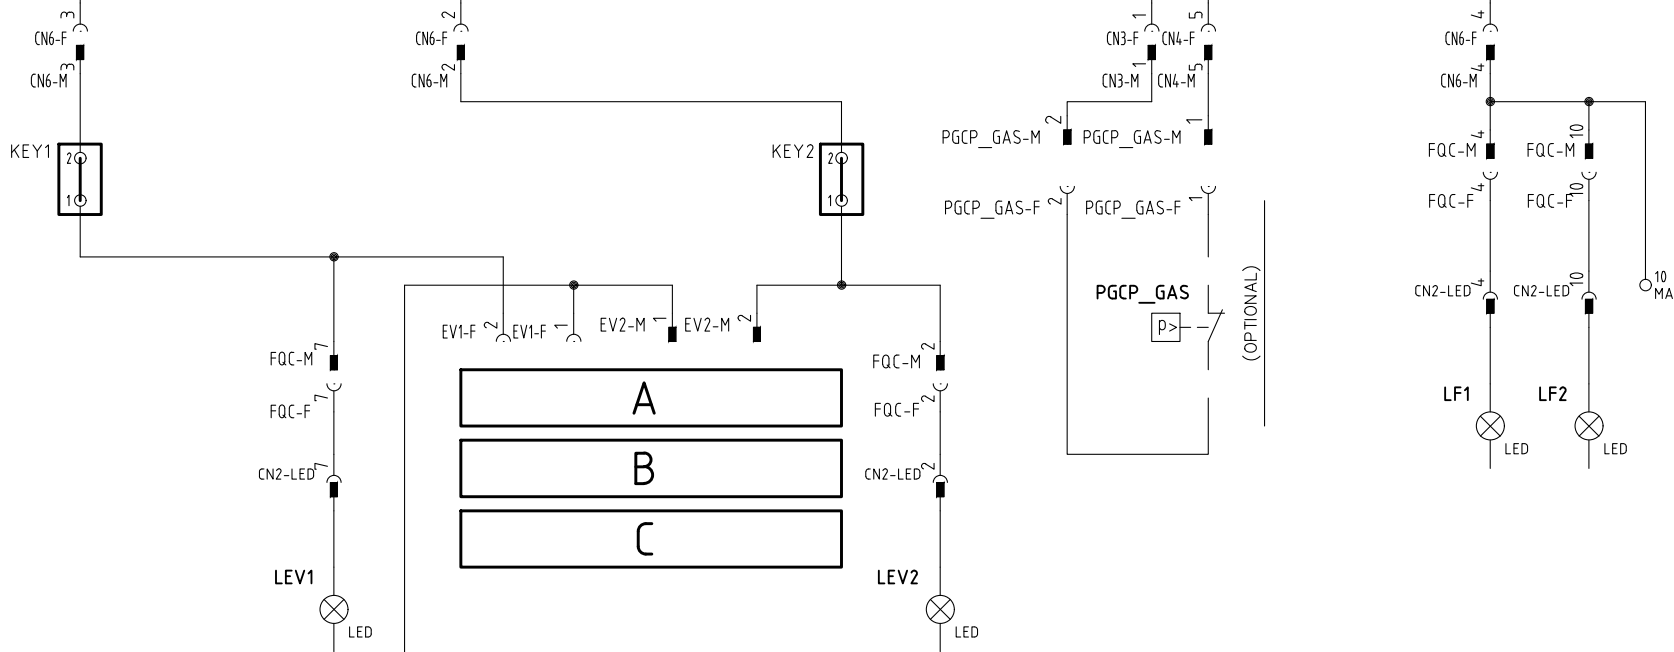 3 2 1 5 4
CN6-F CN6-F CN3-F CN4-F CN6-F
3 2 1 5 4
CN6-M CN6-M CN3-M CN4-M CN6-M
2 1 4 10
KEY1 KEY2 PGCP_GAS-M PGCP_GAS-M FQC-M FQC-M
2 2
1 1
2 1 4 10
PGCP_GAS-F PGCP_GAS-F FQC-F FQC-F
4 10 10
PGCP_GAS CN2-LED CN2-LED MA
2 1 1 2
EV1-F EV1-F EV2-M EV2-M p> (OPTIONAL)
7 2
FQC-M FQC-M
7 A 2 LF1 LF2
FQC-F FQC-F
LED LED
7 B 2
CN2-LED CN2-LED
C
LEV1 LEV2
LED LED